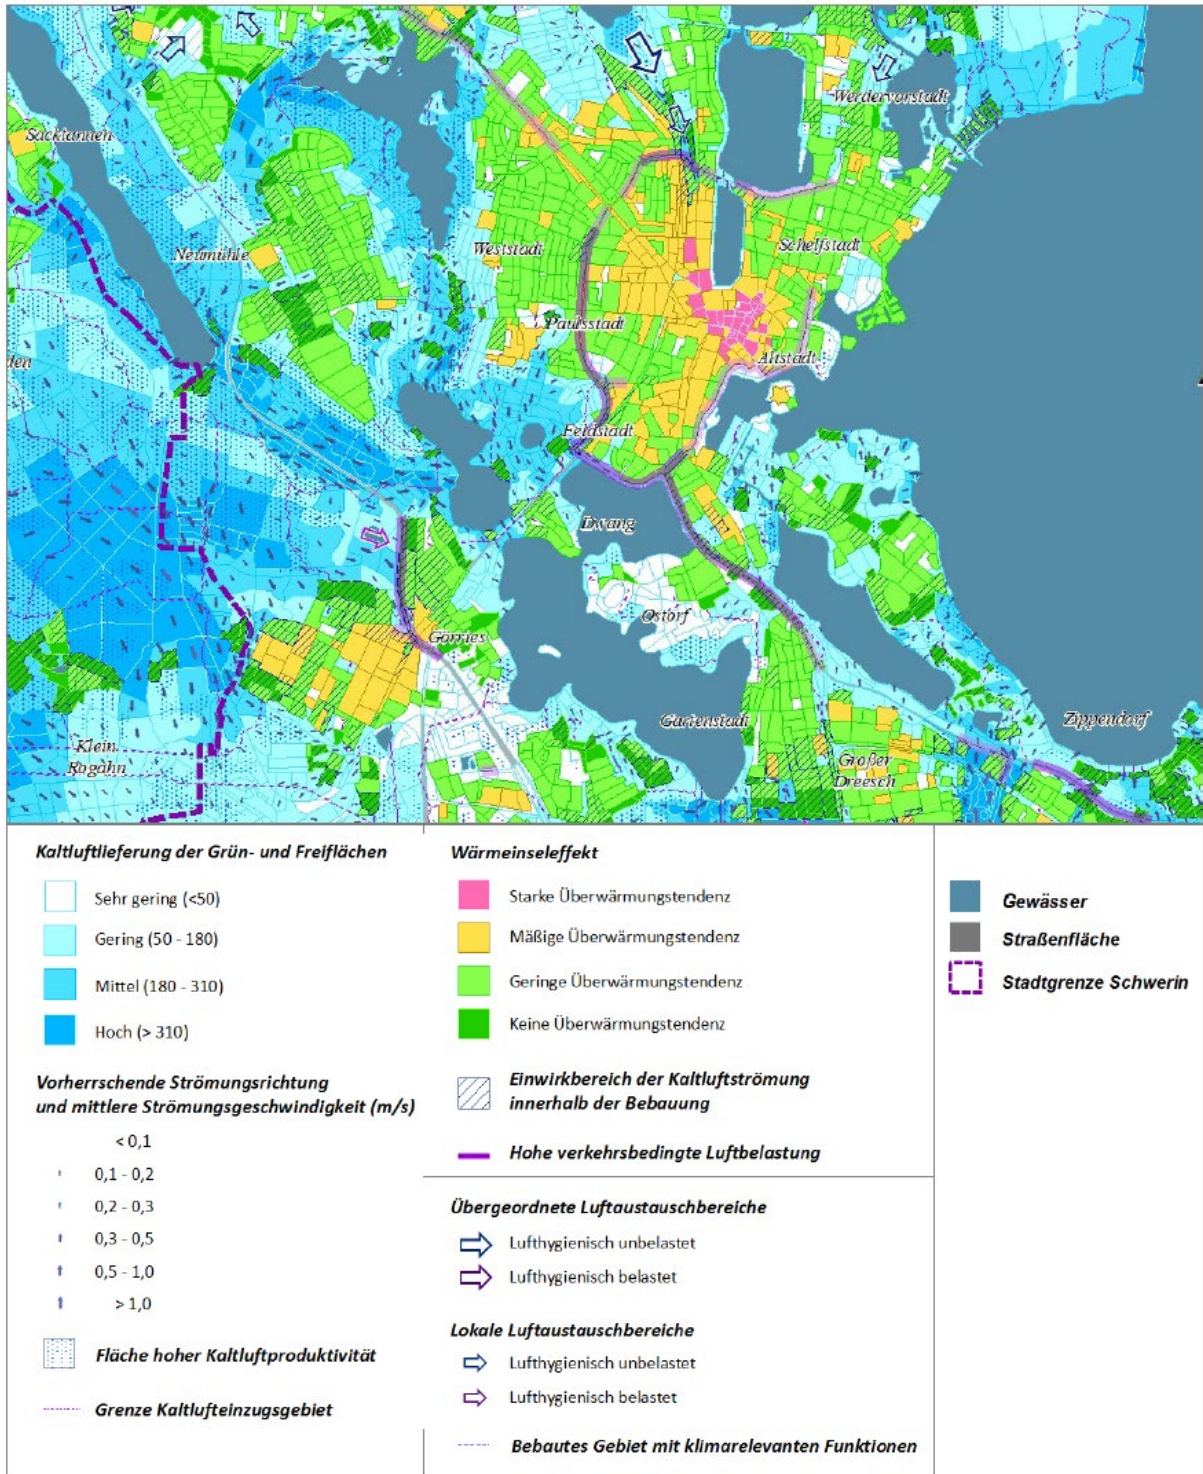 Werdervorstadt
Sacktannen
Neumühle
Weststadt
Schelfstadt
Paulsstadt
Altstadt
den
Feldstadt
Lwang
Ostorf
Görries
Gartenstadt
Zippendorf
Klein
Rogahn
Großer
Dreesch
Kaltluftlieferung der Grün- und Freiflächen
Sehr gering (<50)
Gering (50 - 180)
Mittel (180 - 310)
Hoch (> 310)
Vorherrschende Strömungsrichtung
und mittlere Strömungsgeschwindigkeit (m/s)
< 0,1
0,1 - 0,2
0,2 - 0,3
0,3 - 0,5
0,5 - 1,0
> 1,0
Fläche hoher Kaltluftproduktivität
Grenze Kaltlufteinzugsgebiet
Wärmeinseleffekt
Starke Überwärmungstendenz
Mäßige Überwärmungstendenz
Geringe Überwärmungstendenz
Keine Überwärmungstendenz
Einwirkbereich der Kaltluftströmung
innerhalb der Bebauung
Hohe verkehrsbedingte Luftbelastung
Übergeordnete Luftaustauschbereiche
Lufthygienisch unbelastet
Lufthygienisch belastet
Lokale Luftaustauschbereiche
Lufthygienisch unbelastet
Lufthygienisch belastet
Bebautes Gebiet mit klimarelevanten Funktionen
Gewässer
Straßenfläche
Stadtgrenze Schwerin